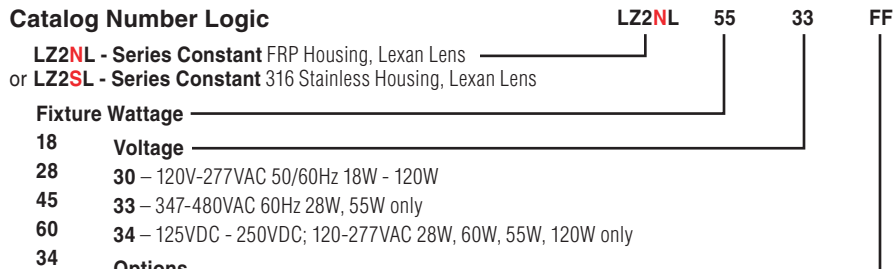 Catalog Number Logic LZ2NL 55 33 FF
LZ2NL - Series Constant FRP Housing, Lexan Lens
or LZ2SL - Series Constant 316 Stainless Housing, Lexan Lens
Fixture Wattage
18 Voltage
28 30 – 120V-277VAC 50/60Hz 18W - 120W
45 33 – 347-480VAC 60Hz 28W, 55W only
60 34 – 125VDC - 250VDC; 120-277VAC 28W, 60W, 55W, 120W only
34 Options